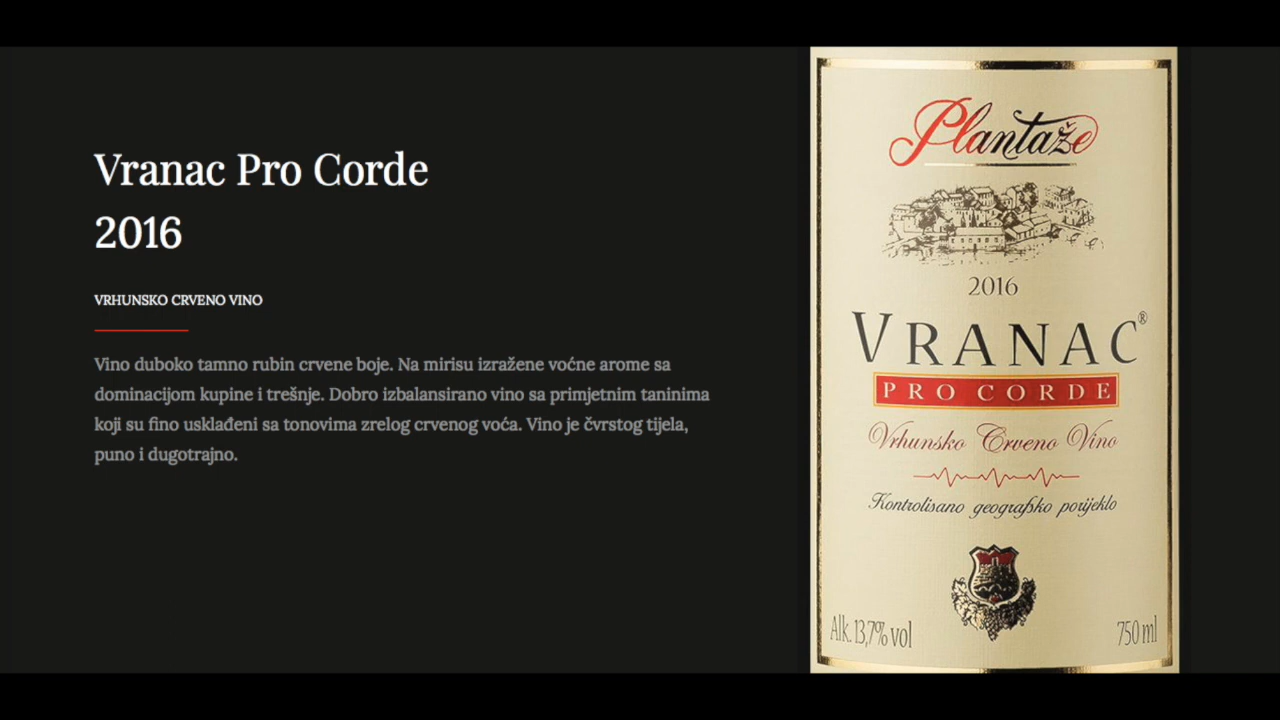 Vranac Pro Corde
2016
VRHUNSKO CRVENO VINO
Vino duboko tamno rubin crvene boje. Na mirisu izražene voćne arome sa
dominacijom kupine i trešnje. Dobro izbalansirano vino sa primjetnim taninima
koji su fino usklađeni sa tonovima zrelog crvenog voća. Vino je čvrstog tijela,
puno i dugotrajno.
Plantaže
2016
VRANAC®
PRO CORDE
Vrhunsko Crveno Vino
Kontrolisano geografsko porijeklo
Alk. 13,7% vol
750 ml